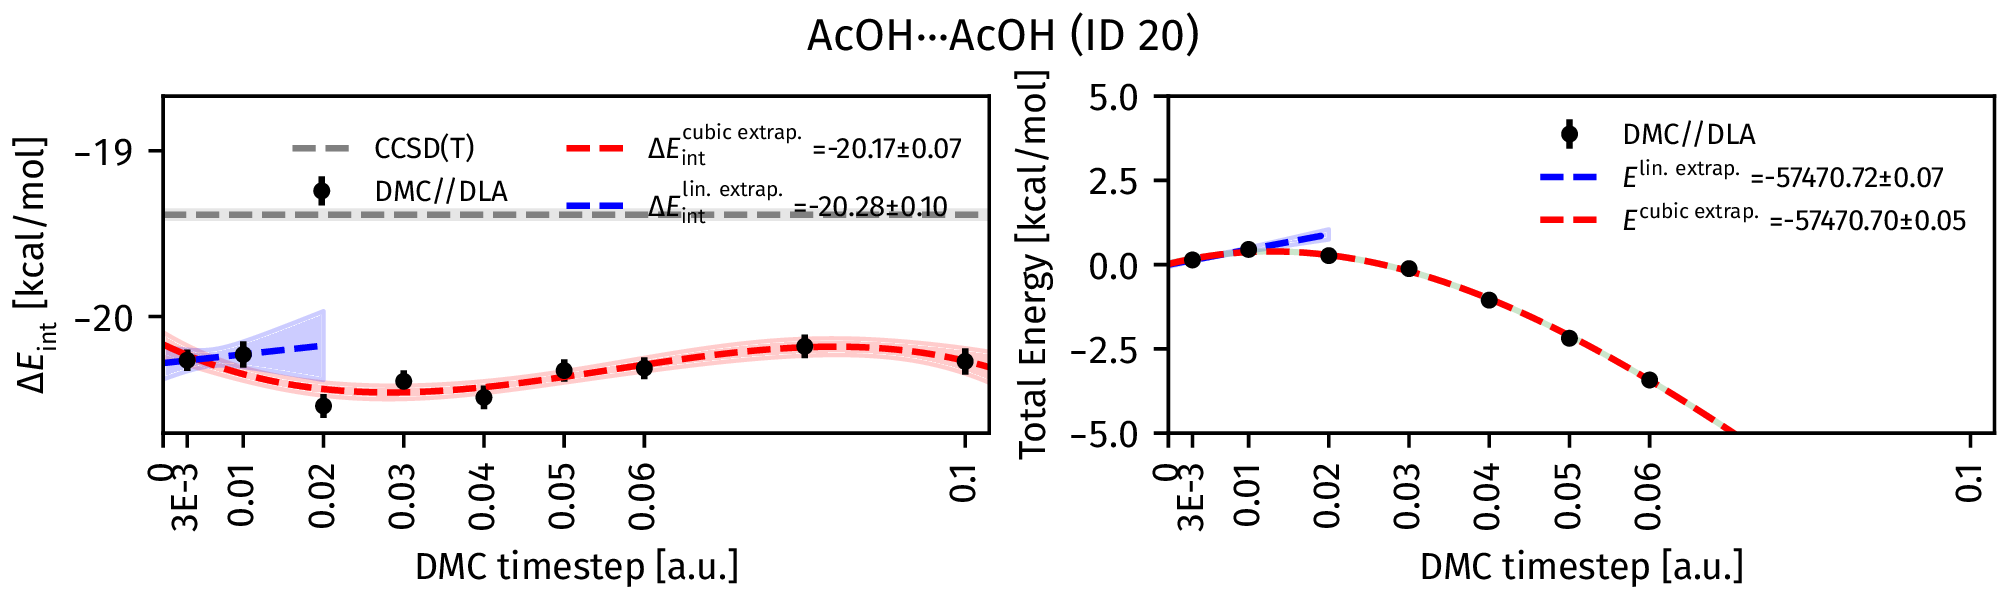 AcOH···AcOH (ID 20)
ΔE_int [kcal/mol]
−19
−20
CCSD(T)
DMC//DLA
ΔE_int^cubic extrap. =-20.17±0.07
ΔE_int^lin. extrap. =-20.28±0.10
0
3E-3
0.01
0.02
0.03
0.04
0.05
0.06
0.1
DMC timestep [a.u.]
Total Energy [kcal/mol]
5.0
2.5
0.0
−2.5
−5.0
DMC//DLA
E^lin. extrap. =-57470.72±0.07
E^cubic extrap. =-57470.70±0.05
0
3E-3
0.01
0.02
0.03
0.04
0.05
0.06
0.1
DMC timestep [a.u.]